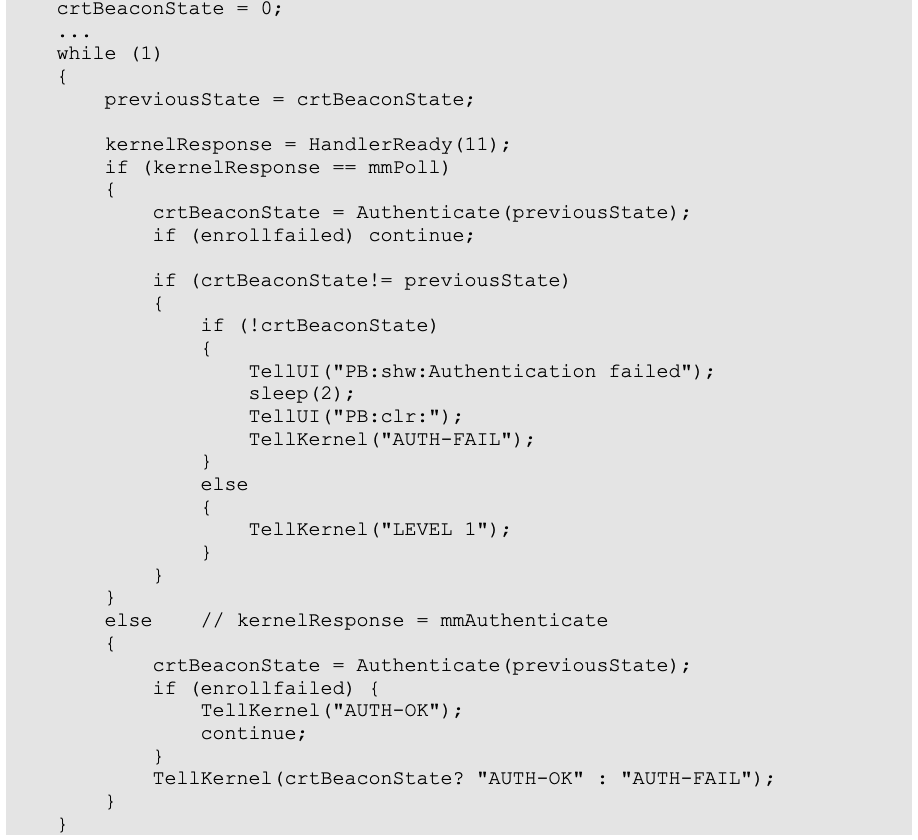 crtBeaconState = 0;
...
while (1)
{
    previousState = crtBeaconState;

    kernelResponse = HandlerReady(11);
    if (kernelResponse == mmPoll)
    {
        crtBeaconState = Authenticate(previousState);
        if (enrollfailed) continue;

        if (crtBeaconState!= previousState)
        {
            if (!crtBeaconState)
            {
                TellUI("PB:shw:Authentication failed");
                sleep(2);
                TellUI("PB:clr:");
                TellKernel("AUTH-FAIL");
            }
            else
            {
                TellKernel("LEVEL 1");
            }
        }
    }
    else    // kernelResponse = mmAuthenticate
    {
        crtBeaconState = Authenticate(previousState);
        if (enrollfailed) {
            TellKernel("AUTH-OK");
            continue;
        }
        TellKernel(crtBeaconState? "AUTH-OK" : "AUTH-FAIL");
    }
}